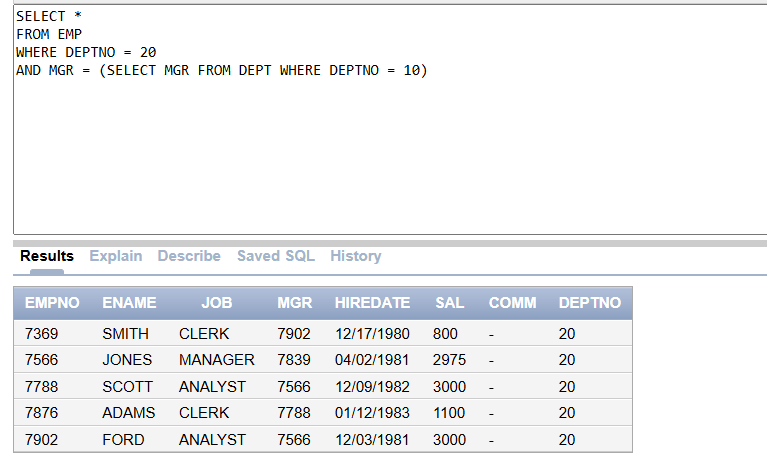 SELECT *
FROM EMP
WHERE DEPTNO = 20
AND MGR = (SELECT MGR FROM DEPT WHERE DEPTNO = 10)
Results Explain Describe Saved SQL History
EMPNO ENAME JOB MGR HIREDATE SAL COMM DEPTNO
7369 SMITH CLERK 7902 12/17/1980 800 - 20
7566 JONES MANAGER 7839 04/02/1981 2975 - 20
7788 SCOTT ANALYST 7566 12/09/1982 3000 - 20
7876 ADAMS CLERK 7788 01/12/1983 1100 - 20
7902 FORD ANALYST 7566 12/03/1981 3000 - 20